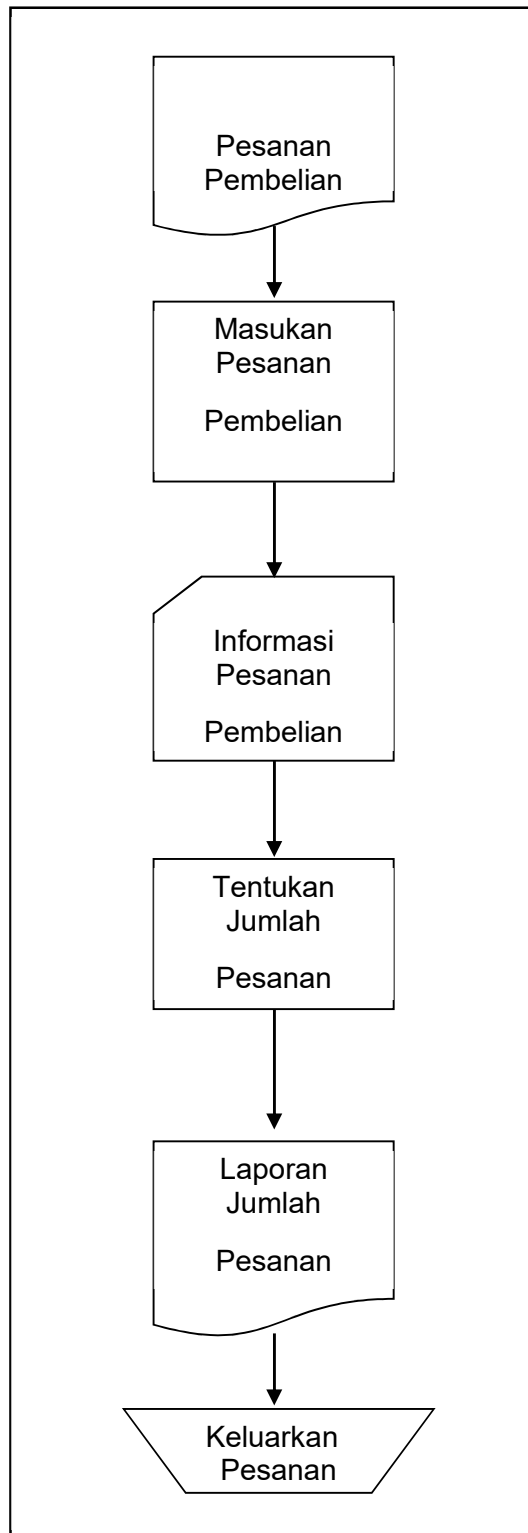 Pesanan
Pembelian
Masukan
Pesanan
Pembelian
Informasi
Pesanan
Pembelian
Tentukan
Jumlah
Pesanan
Laporan
Jumlah
Pesanan
Keluarkan
Pesanan